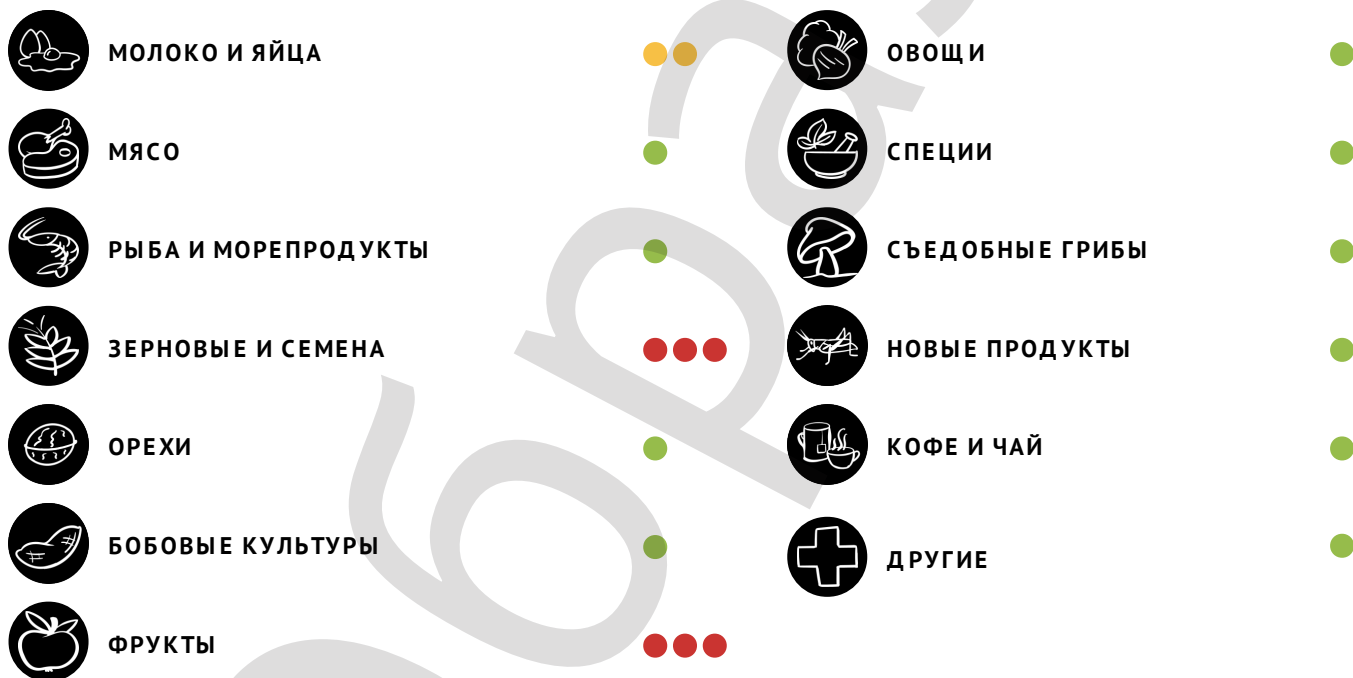 МОЛОКО И ЯЙЦА
МЯСО
РЫБА И МОРЕПРОДУКТЫ
ЗЕРНОВЫЕ И СЕМЕНА
ОРЕХИ
БОБОВЫЕ КУЛЬТУРЫ
ФРУКТЫ
ОВОЩИ
СПЕЦИИ
СЪЕДОБНЫЕ ГРИБЫ
НОВЫЕ ПРОДУКТЫ
КОФЕ И ЧАЙ
ДРУГИЕ